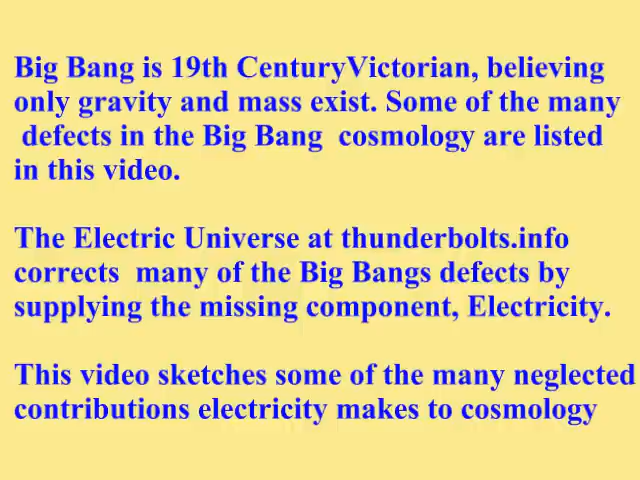 Big Bang is 19th CenturyVictorian, believing
only gravity and mass exist. Some of the many
defects in the Big Bang cosmology are listed
in this video.
The Electric Universe at thunderbolts.info
corrects many of the Big Bangs defects by
supplying the missing component, Electricity.
This video sketches some of the many neglected
contributions electricity makes to cosmology